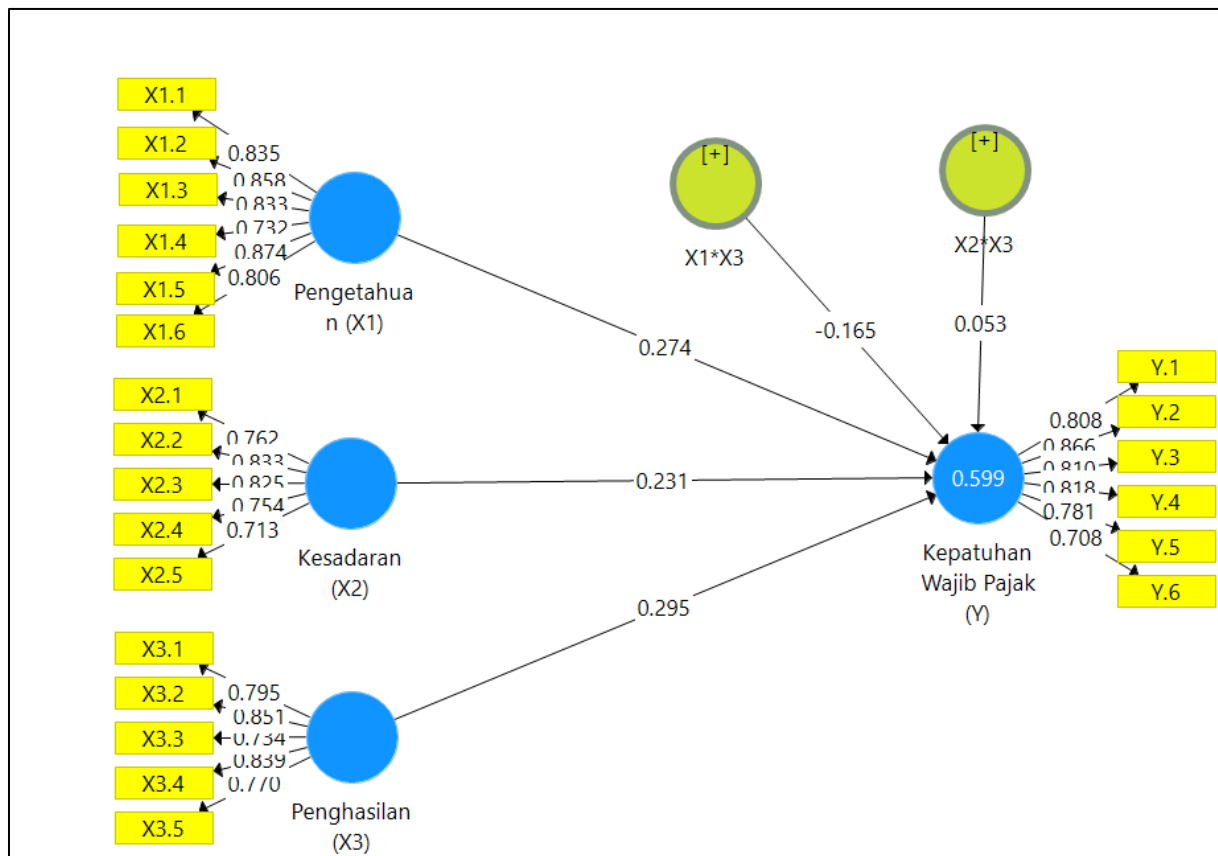 X1.1
X1.2
X1.3
X1.4
X1.5
X1.6
0.835
0.858
0.833
0.732
0.874
0.806
Pengetahua
n (X1)
[+]
X1*X3
[+]
X2*X3
-0.165
0.053
0.274
X2.1
X2.2
X2.3
X2.4
X2.5
0.762
0.833
0.825
0.754
0.713
Kesadaran
(X2)
0.231
0.599
Kepatuhan
Wajib Pajak
(Y)
0.808
0.866
0.810
0.818
0.781
0.708
Y.1
Y.2
Y.3
Y.4
Y.5
Y.6
0.295
X3.1
X3.2
X3.3
X3.4
X3.5
0.795
0.851
0.734
0.839
0.770
Penghasilan
(X3)